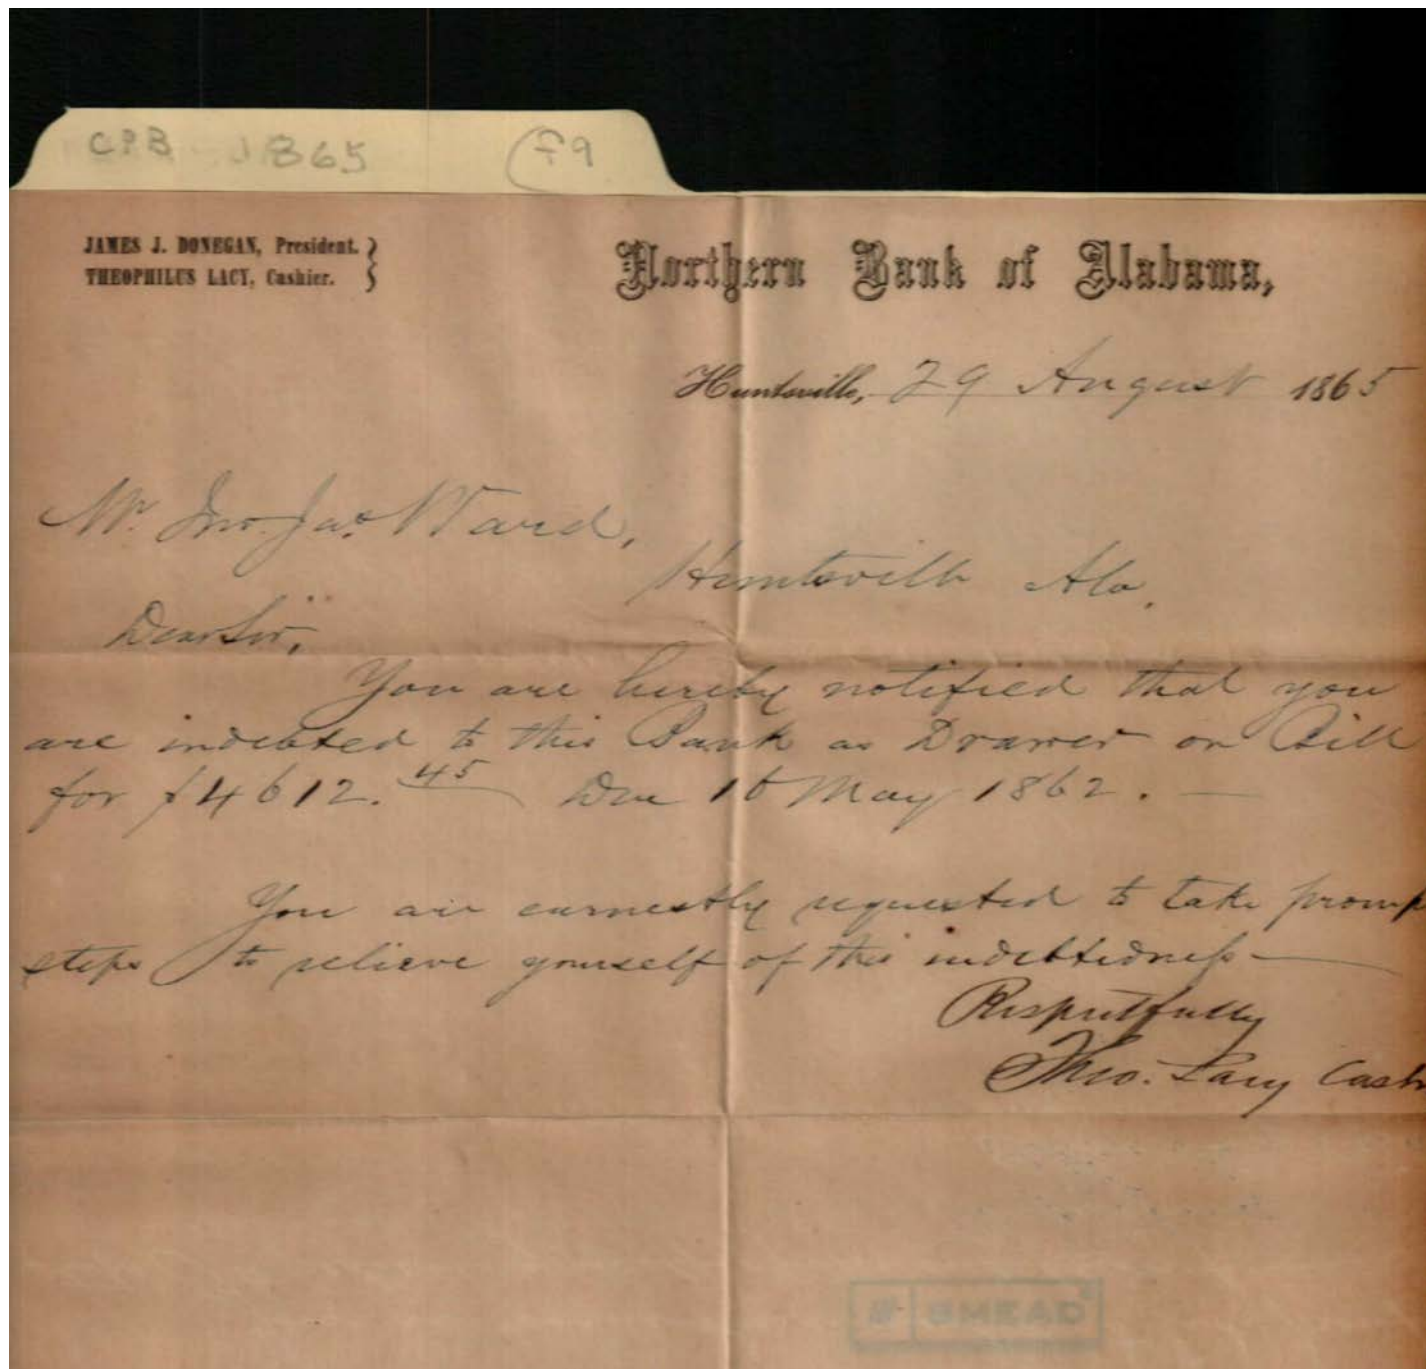 CPB 1865 f9
JAMES J. DONEGAN, President.
THEOPHILUS LACY, Cashier.
Northern Bank of Alabama,
Huntsville, 29 August 1865
Mr. Jno. Jas. Ward,
Huntsville Ala.
Dear Sir,
You are hereby notified that you
are indebted to this Bank as Drawer on Bill
for $4612.45 Due May 1862. —
You are earnestly requested to take promp
steps to relieve yourself of this indebtedness —
Respectfully
Theo. Lacy Cash
SMEAD